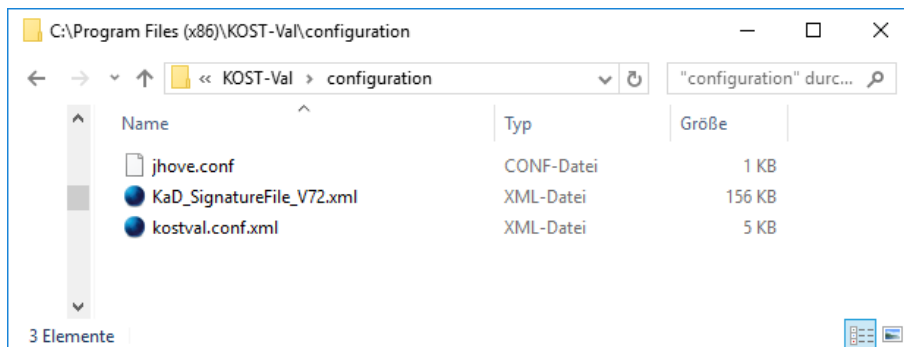 C:\Program Files (x86)\KOST-Val\configuration
« KOST-Val > configuration
"configuration" durc...
Name Typ Größe
jhove.conf CONF-Datei 1 KB
KaD_SignatureFile_V72.xml XML-Datei 156 KB
kostval.conf.xml XML-Datei 5 KB
3 Elemente